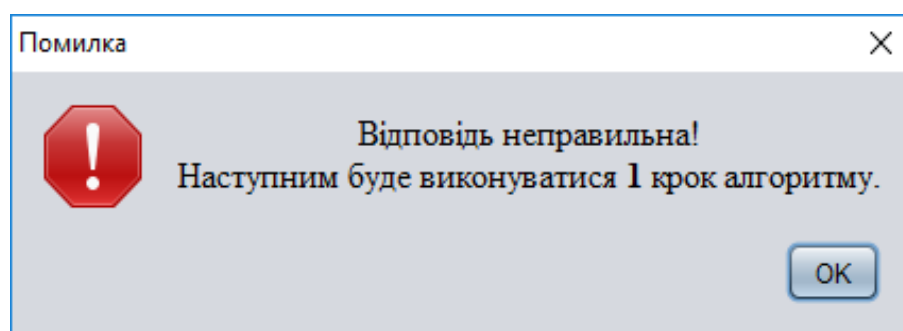 Помилка
Відповідь неправильна!
Наступним буде виконуватися 1 крок алгоритму.
OK